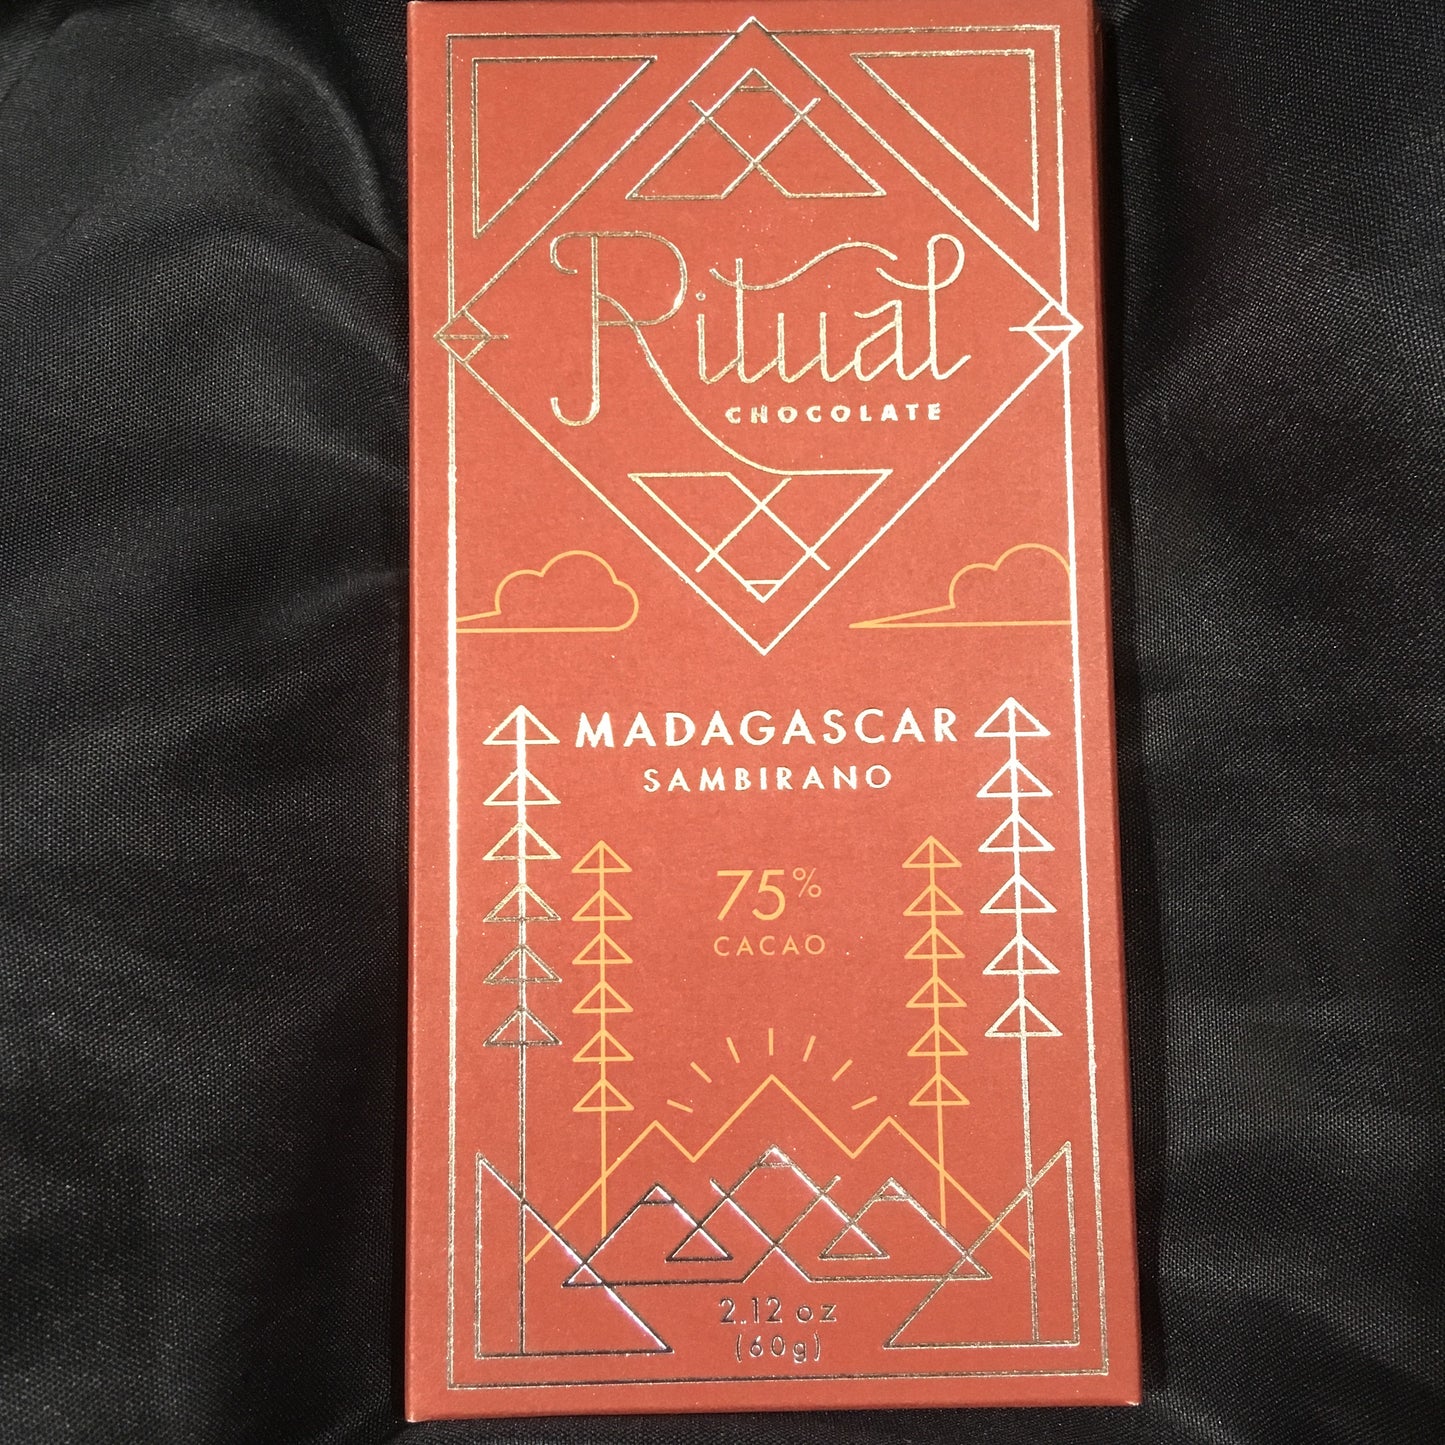 Ritual
CHOCOLATE
MADAGASCAR
SAMBIRANO
75%
CACAO
2.12 oz
(60g)